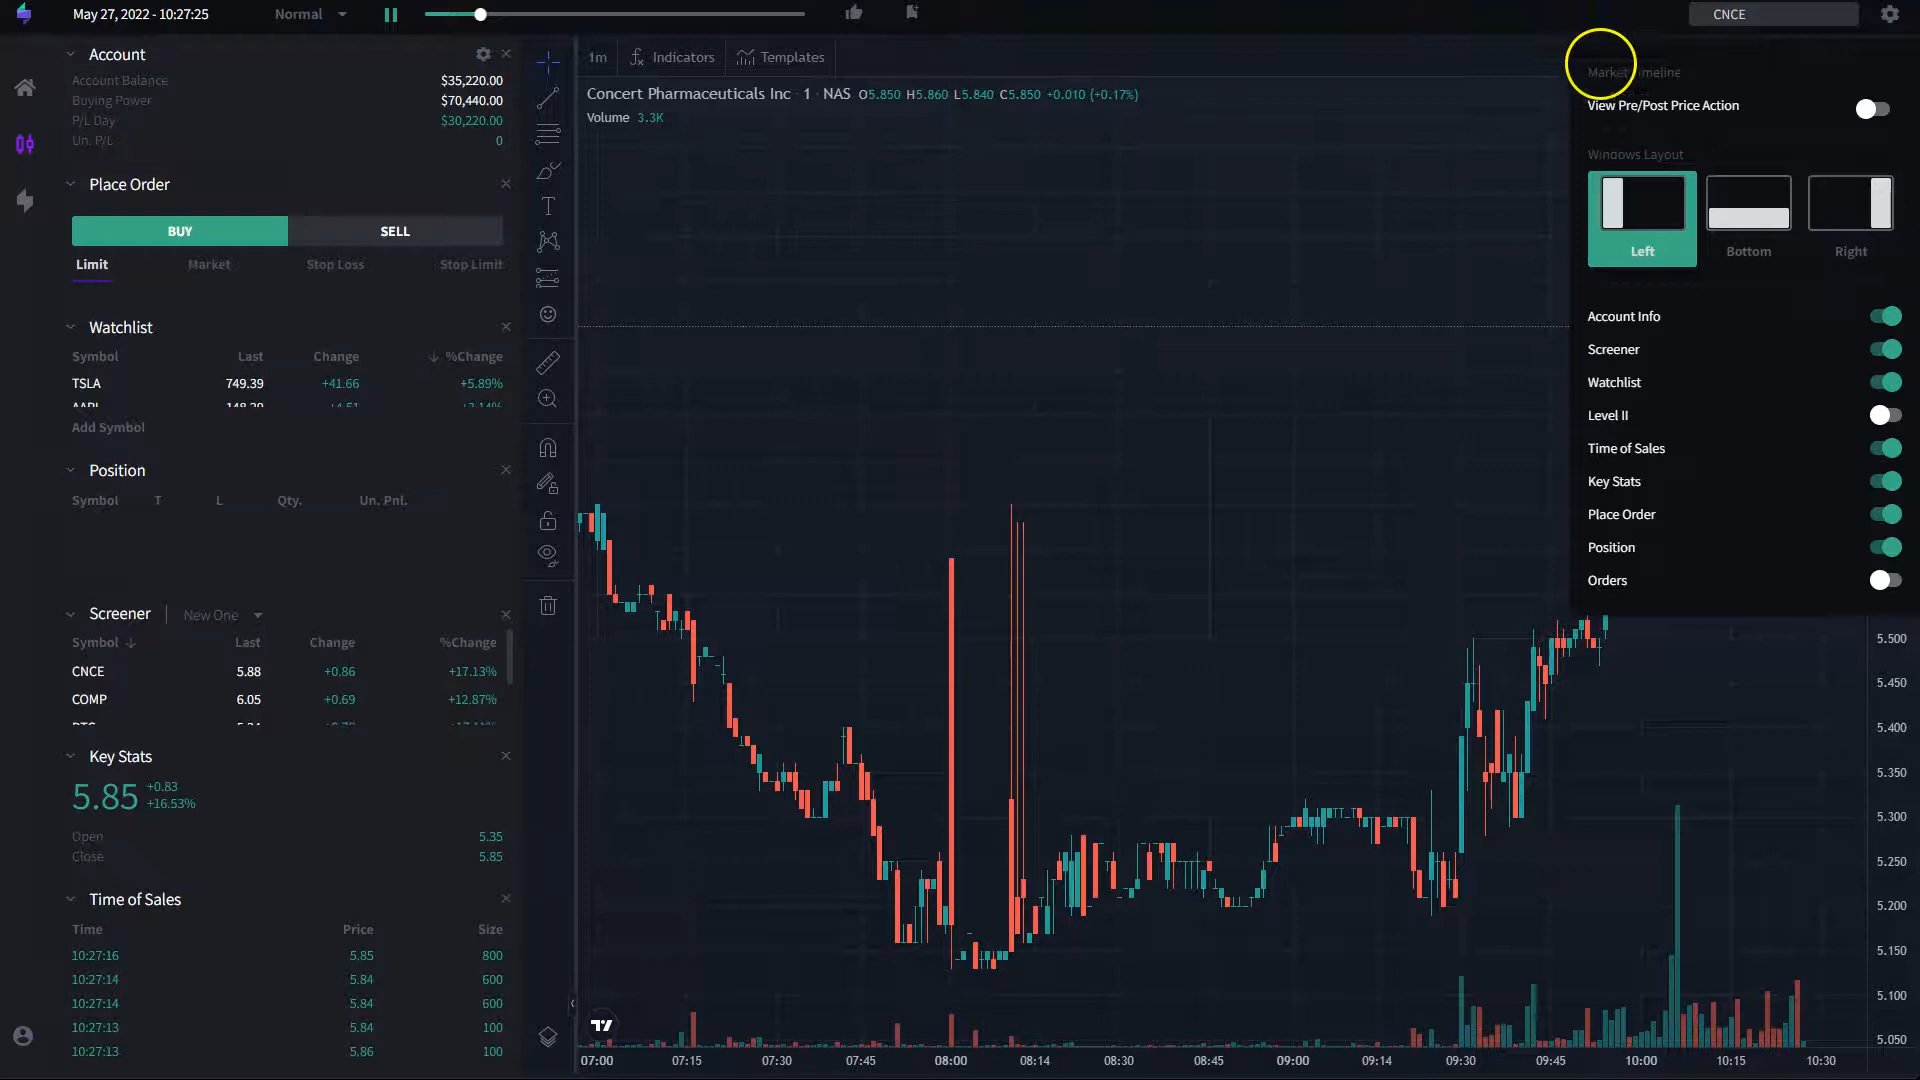 May 27, 2022 - 10:27:25
Normal
CNCE
Account
Account Balance $35,220.00
Buying Power $70,440.00
P/L Day $30,220.00
Un. P/L 0
Place Order
BUY SELL
Limit Market Stop Loss Stop Limit
Watchlist
Symbol Last Change %Change
TSLA 749.39 +41.66 +5.89%
Add Symbol
Position
Symbol T L Qty. Un. Pnl.
Screener New One
Symbol Last Change %Change
CNCE 5.88 +0.86 +17.13%
COMP 6.05 +0.69 +12.87%
Key Stats
5.85 +0.83
+16.53%
Open 5.35
Close 5.85
Time of Sales
Time Price Size
10:27:16 5.85 800
10:27:14 5.84 600
10:27:14 5.84 600
10:27:13 5.84 100
10:27:13 5.86 100
1m Indicators Templates
Concert Pharmaceuticals Inc · 1 · NAS O5.850 H5.860 L5.840 C5.850 +0.010 (+0.17%)
Volume 3.3K
Market Timeline
View Pre/Post Price Action
Windows Layout
Left Bottom Right
Account Info
Screener
Watchlist
Level II
Time of Sales
Key Stats
Place Order
Position
Orders
5.500
5.450
5.400
5.350
5.300
5.250
5.200
5.150
5.100
5.050
07:00 07:15 07:30 07:45 08:00 08:14 08:30 08:45 09:00 09:14 09:30 09:45 10:00 10:15 10:30